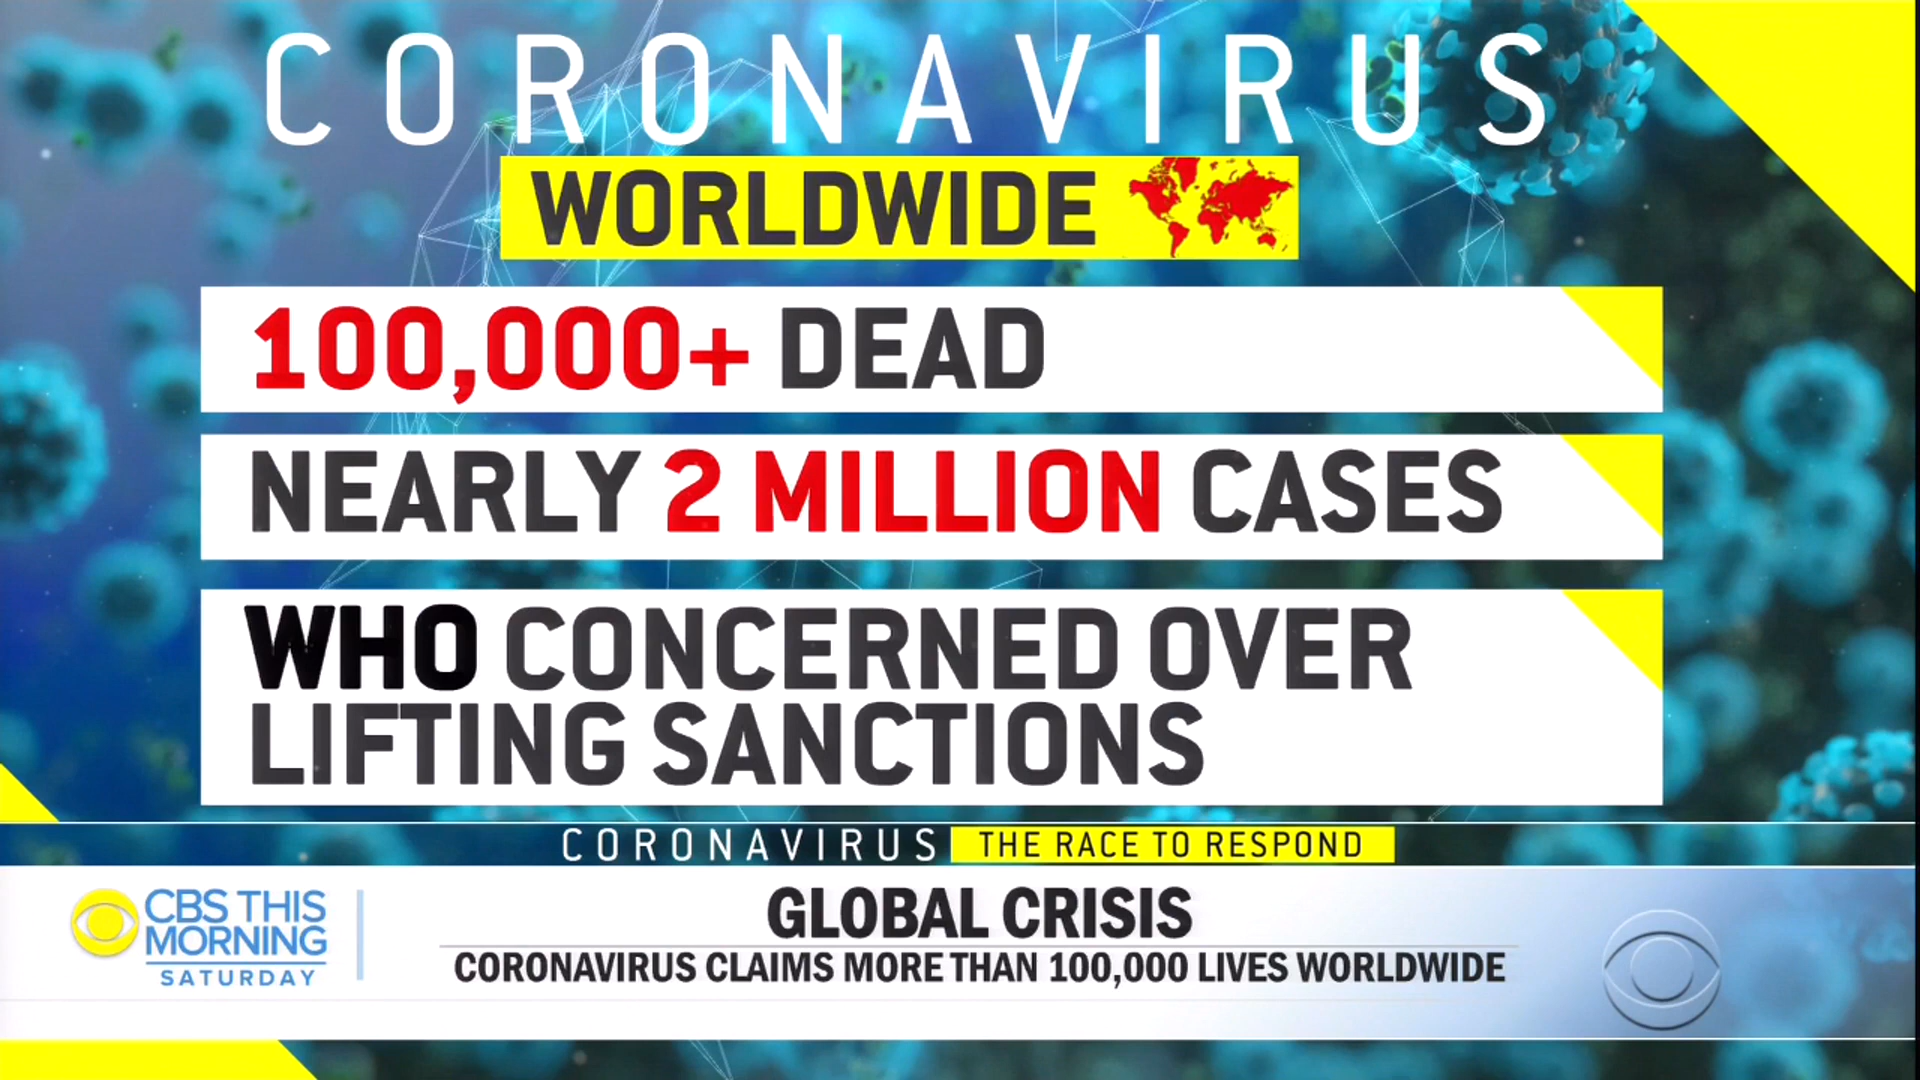 CORONAVIRUS
WORLDWIDE
100,000+ DEAD
NEARLY 2 MILLION CASES
WHO CONCERNED OVER
LIFTING SANCTIONS
CORONAVIRUS THE RACE TO RESPOND
CBS THIS
MORNING
SATURDAY
GLOBAL CRISIS
CORONAVIRUS CLAIMS MORE THAN 100,000 LIVES WORLDWIDE